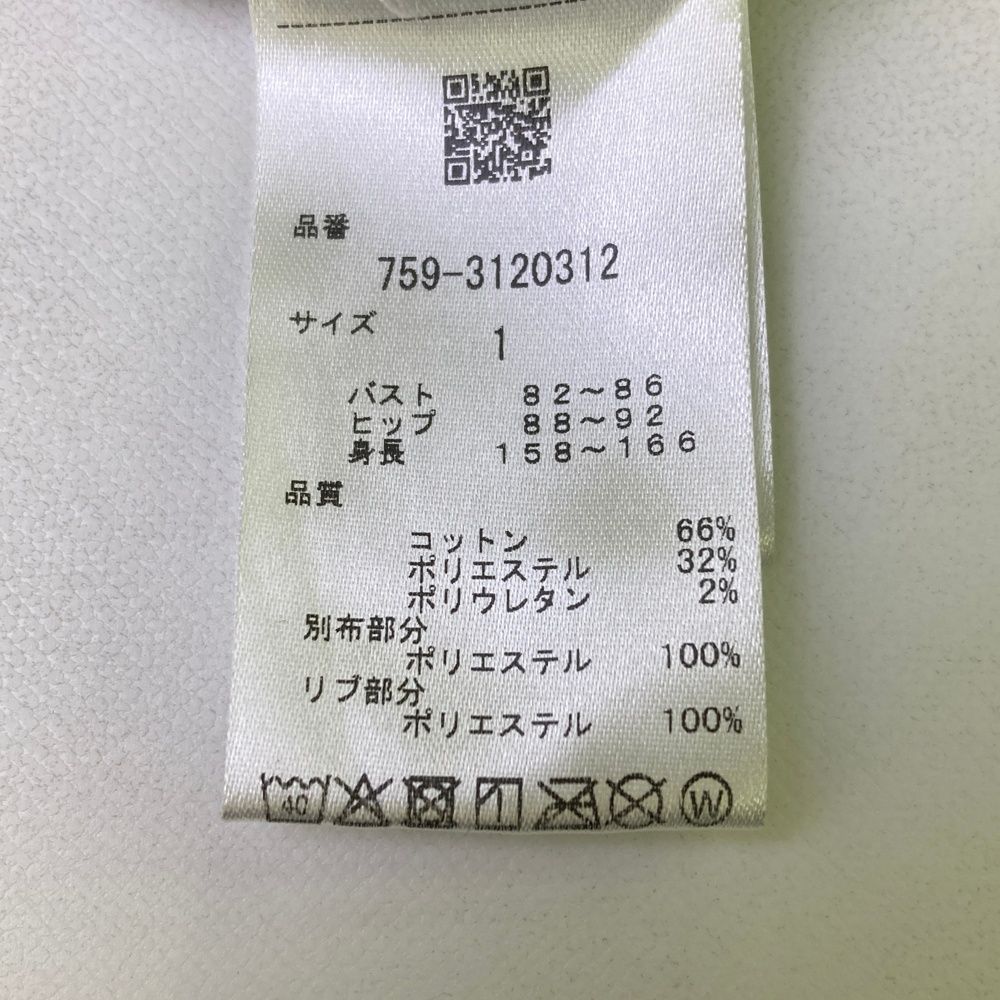 品番
759-3120312
サイズ
1
バスト 82～86
ヒップ 88～92
身長 158～166
品質
コットン 66%
ポリエステル 32%
ポリウレタン 2%
別布部分
ポリエステル 100%
リブ部分
ポリエステル 100%
40 W